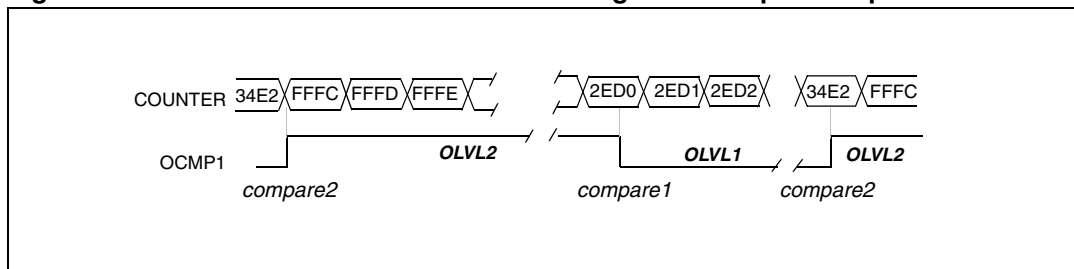 COUNTER 34E2 FFFC FFFD FFFE 2ED0 2ED1 2ED2 34E2 FFFC
OCMP1 OLVL2 OLVL1 OLVL2
compare2 compare1 compare2